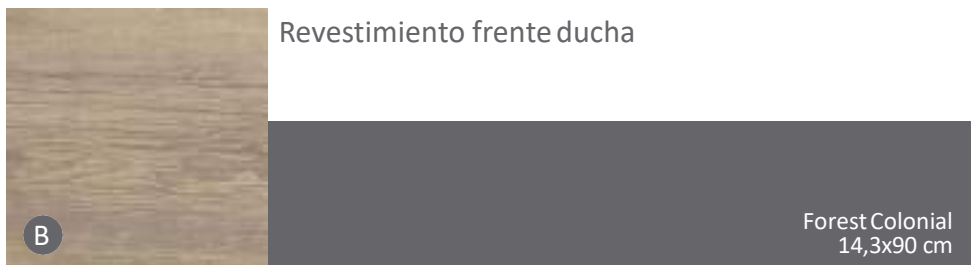 Revestimiento frente ducha
B
Forest Colonial
14,3x90 cm